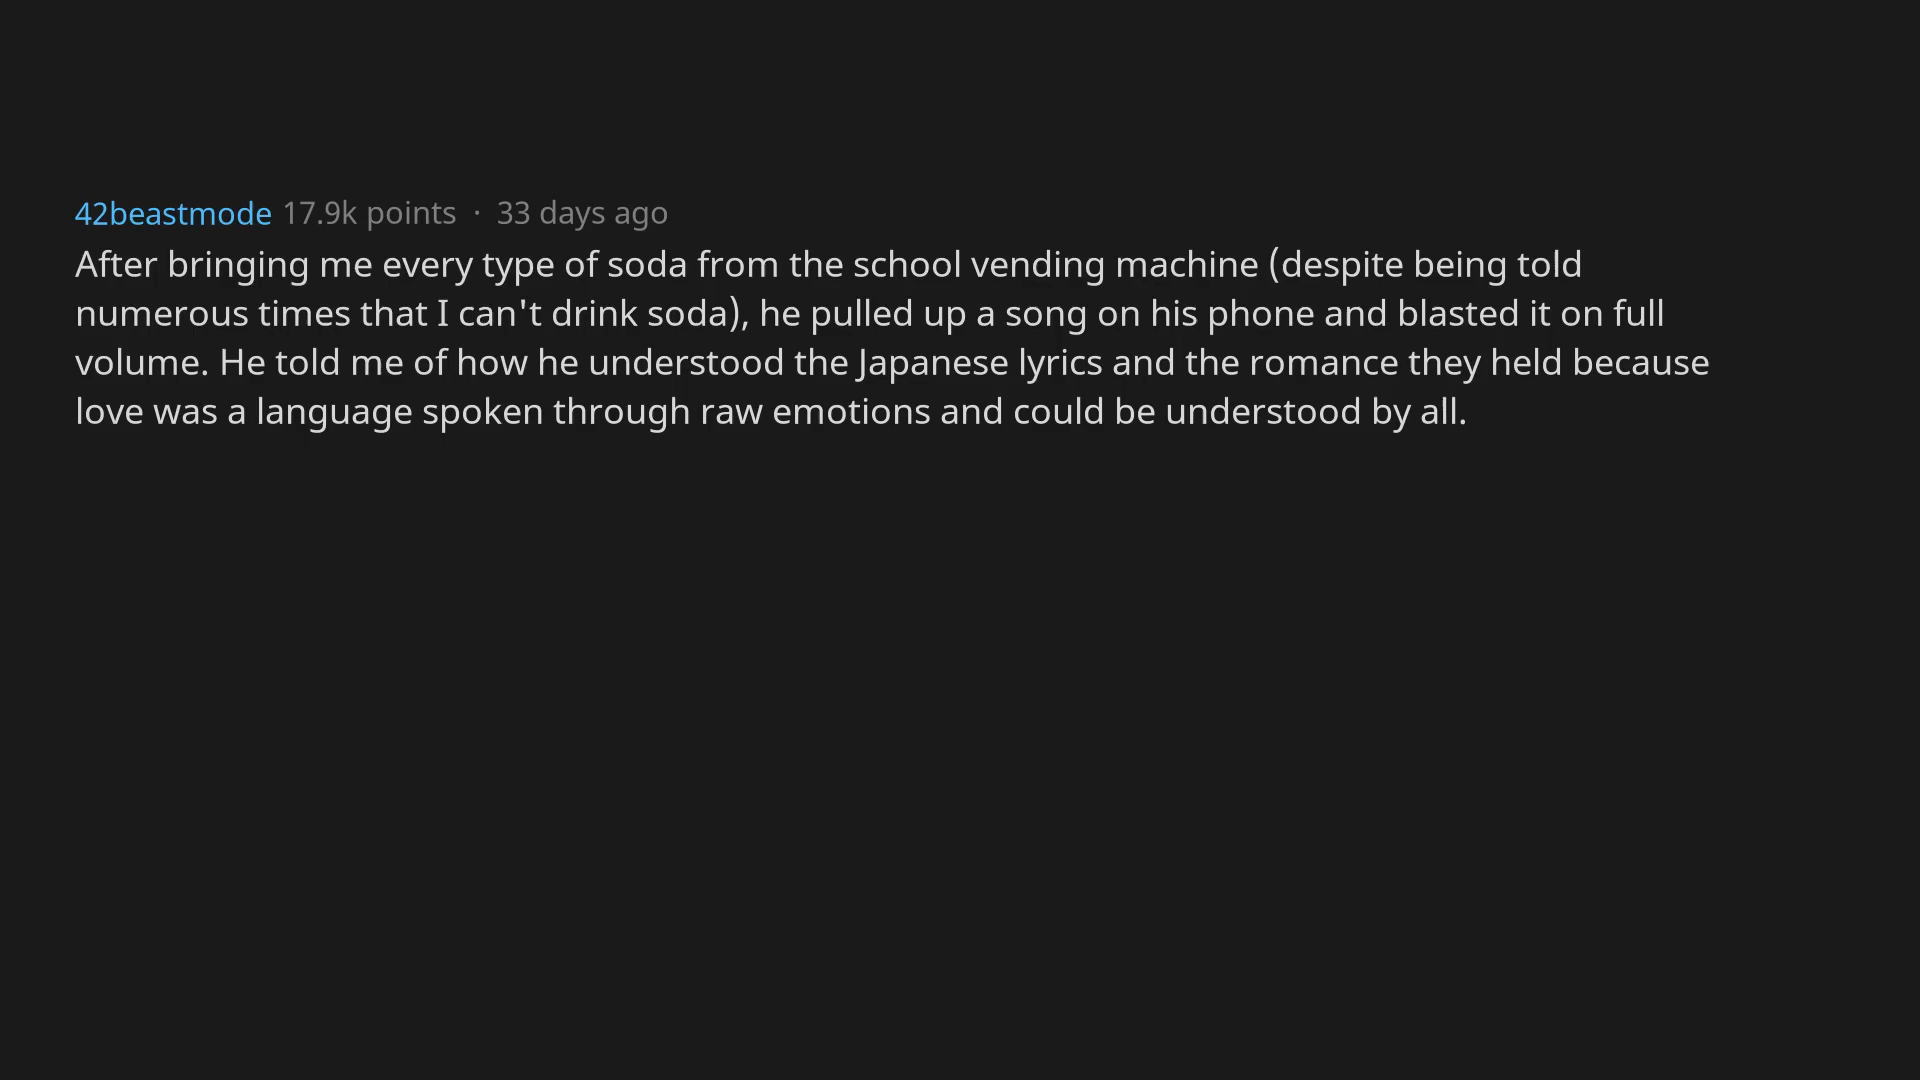 42beastmode 17.9k points · 33 days ago
After bringing me every type of soda from the school vending machine (despite being told
numerous times that I can't drink soda), he pulled up a song on his phone and blasted it on full
volume. He told me of how he understood the Japanese lyrics and the romance they held because
love was a language spoken through raw emotions and could be understood by all.